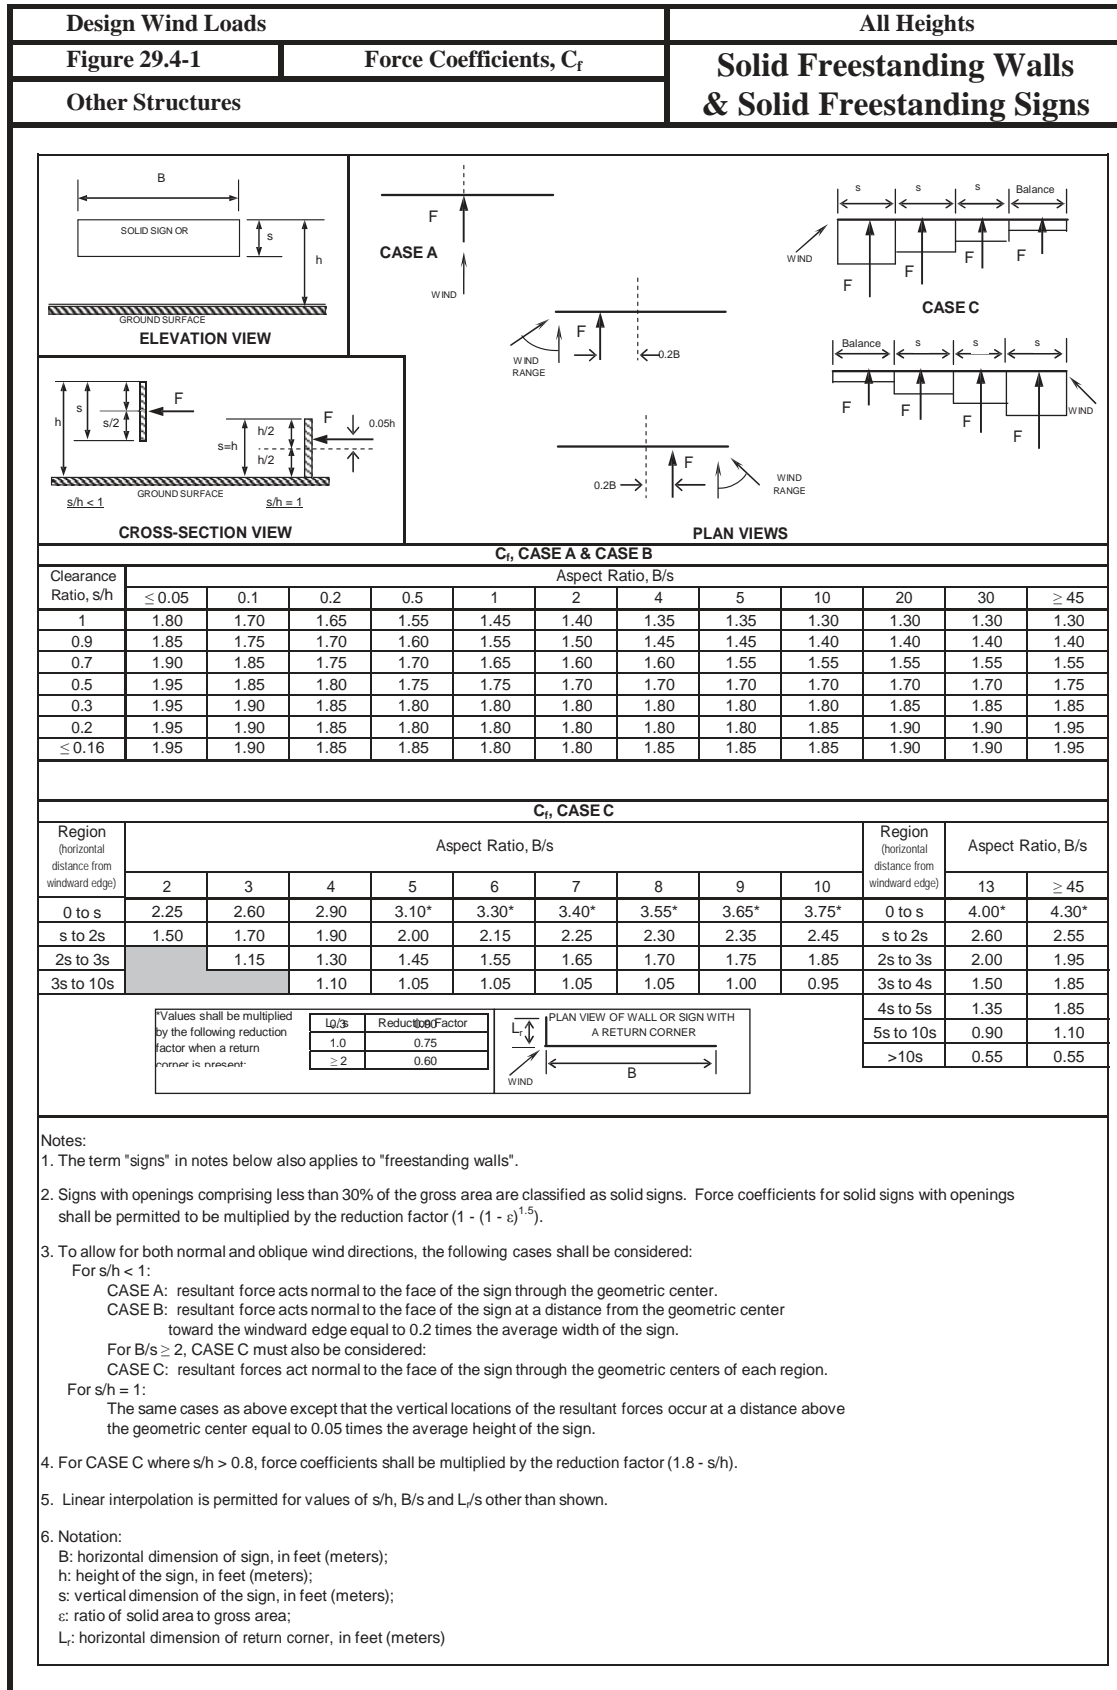 Design Wind Loads
All Heights
Figure 29.4-1
Force Coefficients, Cf
Solid Freestanding Walls
& Solid Freestanding Signs
Other Structures
B
SOLID SIGN OR
s
h
GROUND SURFACE
ELEVATION VIEW
F
CASE A
WIND
F
0.2B
WIND
RANGE
F
0.2B
WIND
RANGE
PLAN VIEWS
s s s Balance
WIND
F F F F
CASE C
Balance s s s
F F F F
WIND
h s s/2 F
s=h h/2 h/2 F 0.05h
GROUND SURFACE
s/h < 1 s/h = 1
CROSS-SECTION VIEW
Cf, CASE A & CASE B
Clearance Ratio, s/h
Aspect Ratio, B/s
≤ 0.05 0.1 0.2 0.5 1 2 4 5 10 20 30 ≥ 45
1 1.80 1.70 1.65 1.55 1.45 1.40 1.35 1.35 1.30 1.30 1.30 1.30
0.9 1.85 1.75 1.70 1.60 1.55 1.50 1.45 1.45 1.40 1.40 1.40 1.40
0.7 1.90 1.85 1.75 1.70 1.65 1.60 1.60 1.55 1.55 1.55 1.55 1.55
0.5 1.95 1.85 1.80 1.75 1.75 1.70 1.70 1.70 1.70 1.70 1.70 1.75
0.3 1.95 1.90 1.85 1.80 1.80 1.80 1.80 1.80 1.80 1.85 1.85 1.85
0.2 1.95 1.90 1.85 1.80 1.80 1.80 1.80 1.80 1.85 1.90 1.90 1.95
≤ 0.16 1.95 1.90 1.85 1.85 1.80 1.80 1.85 1.85 1.85 1.90 1.90 1.95
Cf, CASE C
Region
(horizontal
distance from
windward edge)
Aspect Ratio, B/s
2 3 4 5 6 7 8 9 10
0 to s 2.25 2.60 2.90 3.10* 3.30* 3.40* 3.55* 3.65* 3.75*
s to 2s 1.50 1.70 1.90 2.00 2.15 2.25 2.30 2.35 2.45
2s to 3s 1.15 1.30 1.45 1.55 1.65 1.70 1.75 1.85
3s to 10s 1.10 1.05 1.05 1.05 1.05 1.00 0.95
Region
(horizontal
distance from
windward edge)
Aspect Ratio, B/s
13 ≥ 45
0 to s 4.00* 4.30*
s to 2s 2.60 2.55
2s to 3s 2.00 1.95
3s to 4s 1.50 1.85
4s to 5s 1.35 1.85
5s to 10s 0.90 1.10
>10s 0.55 0.55
*Values shall be multiplied
by the following reduction
factor when a return
corner is present:
Lr/s Reduction Factor
0.3 0.90
1.0 0.75
≥ 2 0.60
PLAN VIEW OF WALL OR SIGN WITH
A RETURN CORNER
Lr
B
WIND
Notes:
1. The term "signs" in notes below also applies to "freestanding walls".
2. Signs with openings comprising less than 30% of the gross area are classified as solid signs. Force coefficients for solid signs with openings
shall be permitted to be multiplied by the reduction factor (1 - (1 - ε)^1.5).
3. To allow for both normal and oblique wind directions, the following cases shall be considered:
For s/h < 1:
CASE A: resultant force acts normal to the face of the sign through the geometric center.
CASE B: resultant force acts normal to the face of the sign at a distance from the geometric center
toward the windward edge equal to 0.2 times the average width of the sign.
For B/s ≥ 2, CASE C must also be considered:
CASE C: resultant forces act normal to the face of the sign through the geometric centers of each region.
For s/h = 1:
The same cases as above except that the vertical locations of the resultant forces occur at a distance above
the geometric center equal to 0.05 times the average height of the sign.
4. For CASE C where s/h > 0.8, force coefficients shall be multiplied by the reduction factor (1.8 - s/h).
5. Linear interpolation is permitted for values of s/h, B/s and Lr/s other than shown.
6. Notation:
B: horizontal dimension of sign, in feet (meters);
h: height of the sign, in feet (meters);
s: vertical dimension of the sign, in feet (meters);
ε: ratio of solid area to gross area;
Lr: horizontal dimension of return corner, in feet (meters)